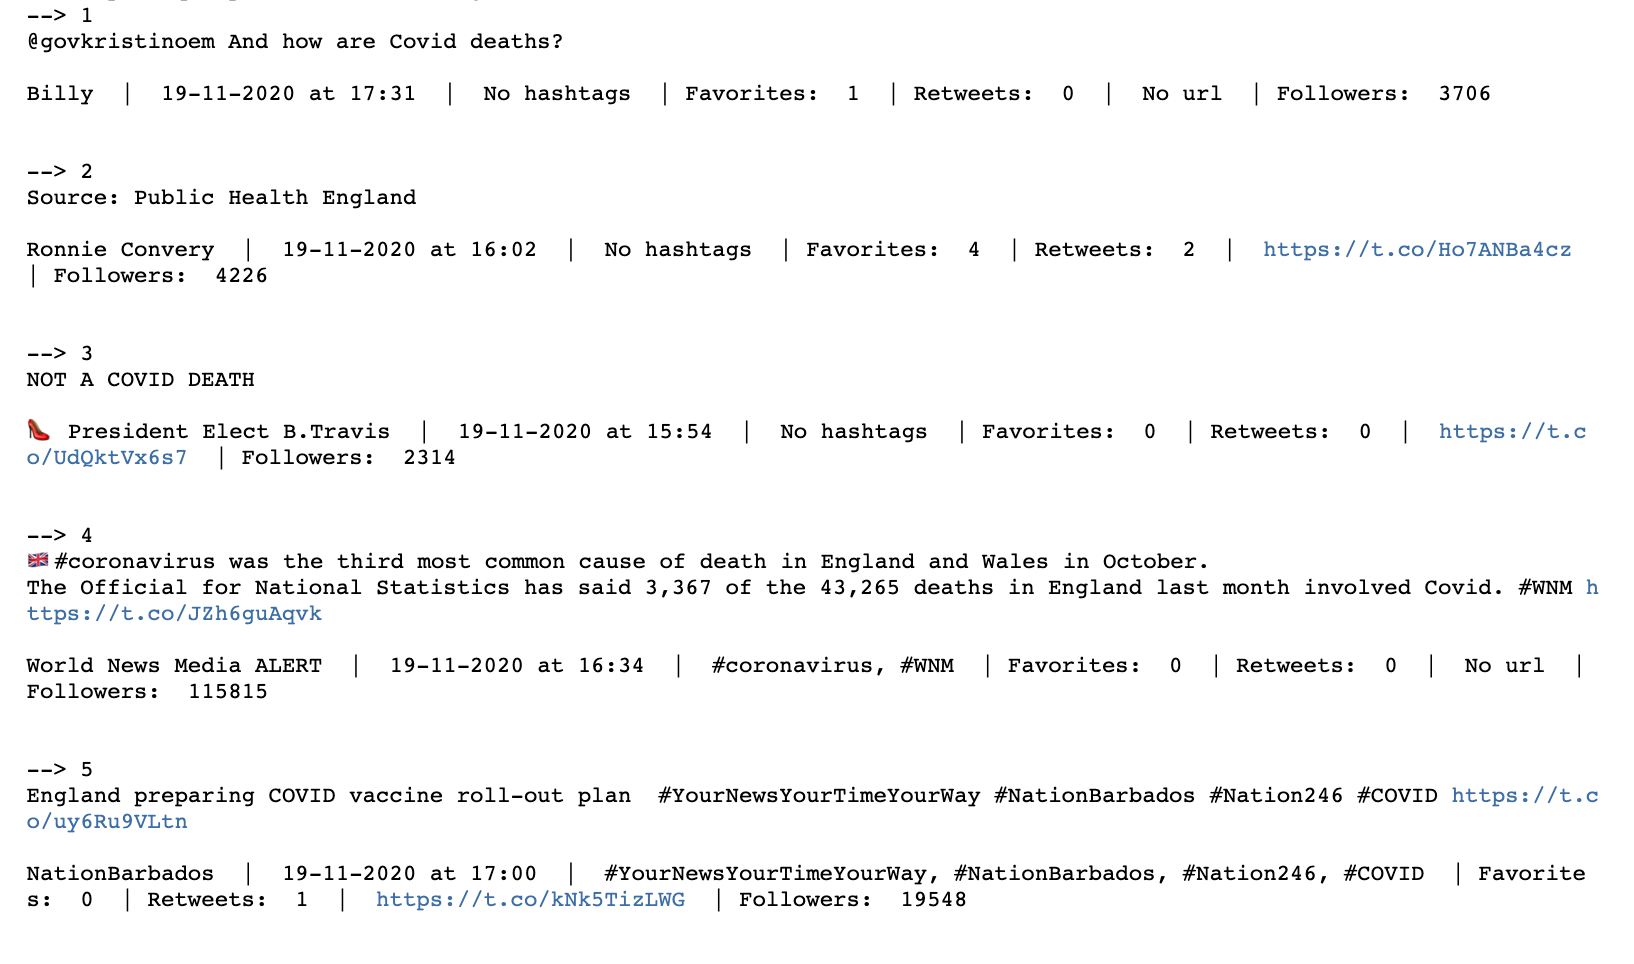 --> 1
@govkristinoem And how are Covid deaths?
Billy | 19-11-2020 at 17:31 | No hashtags | Favorites: 1 | Retweets: 0 | No url | Followers: 3706
--> 2
Source: Public Health England
Ronnie Convery | 19-11-2020 at 16:02 | No hashtags | Favorites: 4 | Retweets: 2 | https://t.co/Ho7ANBa4cz
| Followers: 4226
--> 3
NOT A COVID DEATH
👠 President Elect B.Travis | 19-11-2020 at 15:54 | No hashtags | Favorites: 0 | Retweets: 0 | https://t.c
o/UdQktVx6s7 | Followers: 2314
--> 4
🇬🇧#coronavirus was the third most common cause of death in England and Wales in October.
The Official for National Statistics has said 3,367 of the 43,265 deaths in England last month involved Covid. #WNM h
ttps://t.co/JZh6guAqvk
World News Media ALERT | 19-11-2020 at 16:34 | #coronavirus, #WNM | Favorites: 0 | Retweets: 0 | No url |
Followers: 115815
--> 5
England preparing COVID vaccine roll-out plan #YourNewsYourTimeYourWay #NationBarbados #Nation246 #COVID https://t.c
o/uy6Ru9VLtn
NationBarbados | 19-11-2020 at 17:00 | #YourNewsYourTimeYourWay, #NationBarbados, #Nation246, #COVID | Favorite
s: 0 | Retweets: 1 | https://t.co/kNk5TizLWG | Followers: 19548